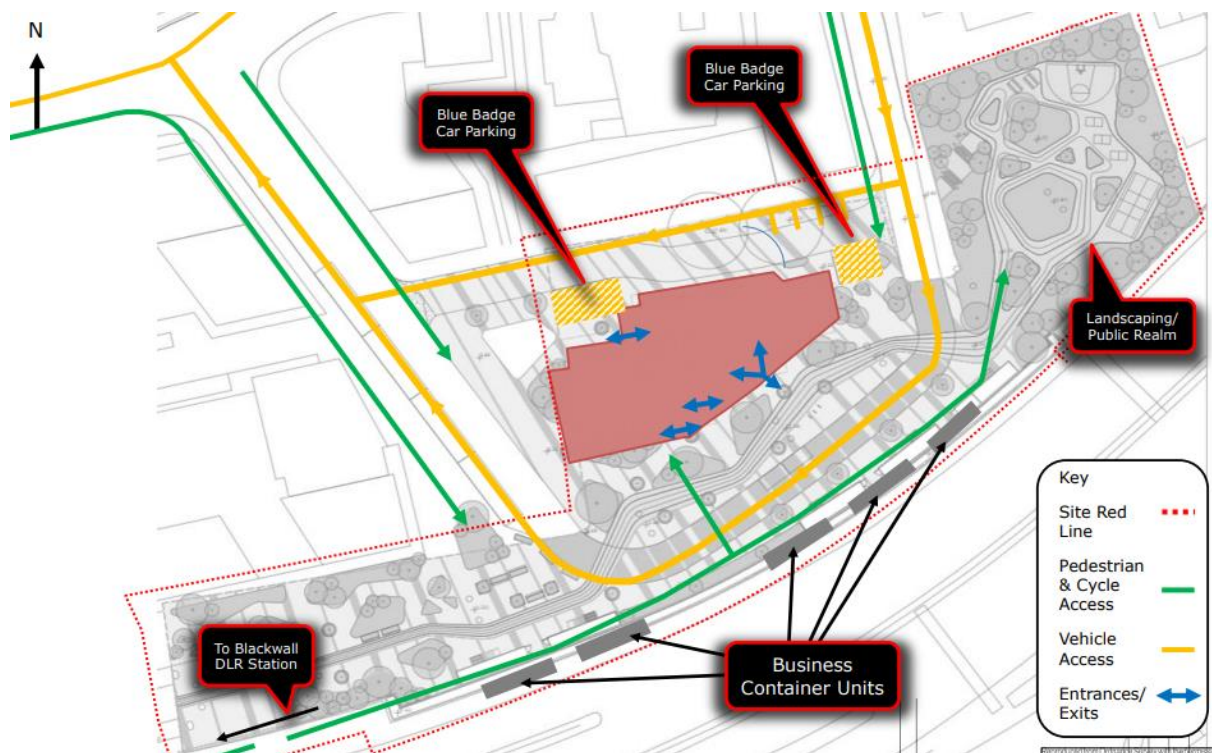 N
Blue Badge
Car Parking
Blue Badge
Car Parking
Landscaping/
Public Realm
To Blackwall
DLR Station
Business
Container Units
Key
Site Red
Line
Pedestrian
& Cycle
Access
Vehicle
Access
Entrances/
Exits